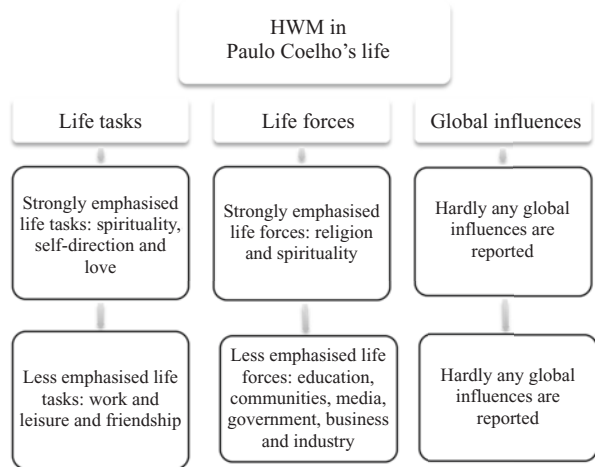 HWM in
Paulo Coelho's life
Life tasks
Life forces
Global influences
Strongly emphasised
life tasks: spirituality,
self-direction and
love
Strongly emphasised
life forces: religion
and spirituality
Hardly any global
influences are
reported
Less emphasised life
tasks: work and
leisure and friendship
Less emphasised life
forces: education,
communities, media,
government, business
and industry
Hardly any global
influences are
reported